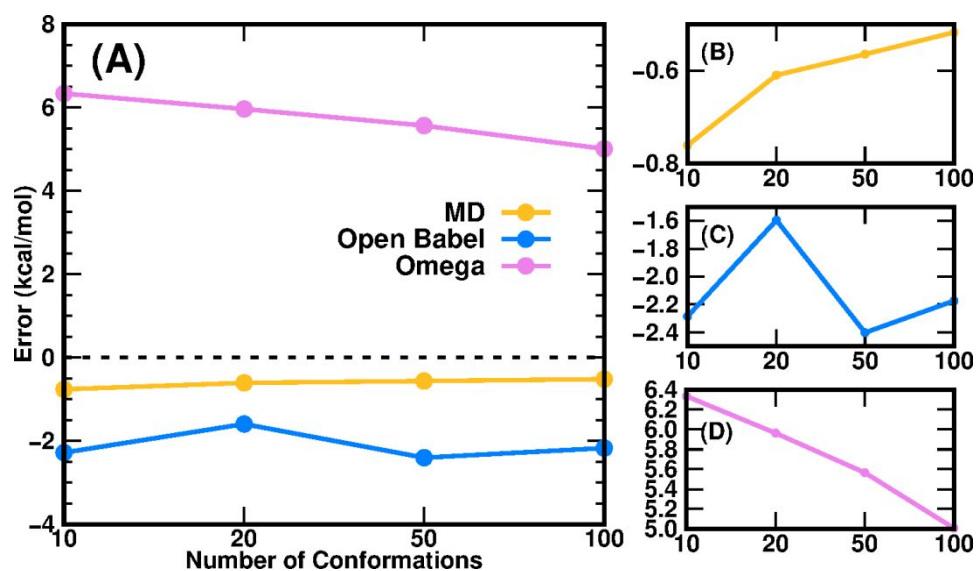 (A)
8
6
4
2
0
−2
−4
Error (kcal/mol)
MD
Open Babel
Omega
10 20 50 100
Number of Conformations
(B)
−0.6
−0.8
10 20 50 100
(C)
−1.6
−1.8
−2.0
−2.2
−2.4
10 20 50 100
(D)
6.4
6.2
6.0
5.8
5.6
5.4
5.2
5.0
10 20 50 100